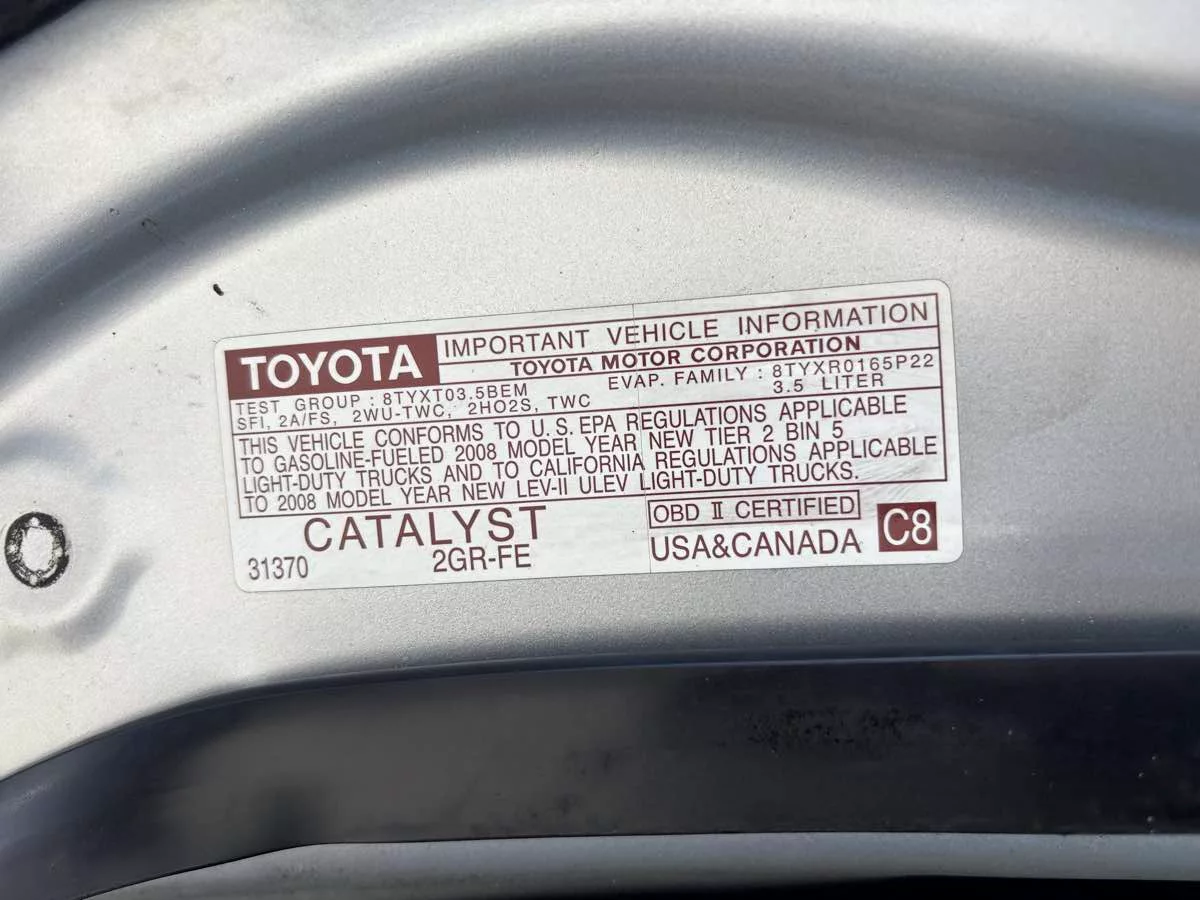 TOYOTA
IMPORTANT VEHICLE INFORMATION
TOYOTA MOTOR CORPORATION
TEST GROUP : 8TYXT03.5BEM EVAP. FAMILY : 8TYXR0165P22
SFI, 2A/FS, 2WU-TWC, 2HO2S, TWC 3.5 LITER
THIS VEHICLE CONFORMS TO U.S. EPA REGULATIONS APPLICABLE
TO GASOLINE-FUELED 2008 MODEL YEAR NEW TIER 2 BIN 5
LIGHT-DUTY TRUCKS AND TO CALIFORNIA REGULATIONS APPLICABLE
TO 2008 MODEL YEAR NEW LEV-II ULEV LIGHT-DUTY TRUCKS.
CATALYST
OBD II CERTIFIED
31370 2GR-FE USA&CANADA C8